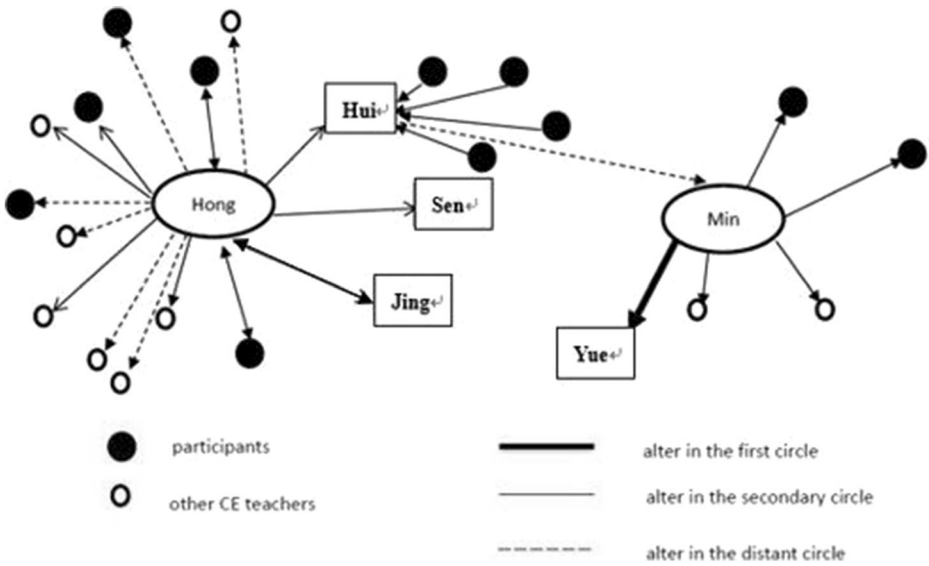 Hui↵
Hong
Sen↵
Min
Jing↵
Yue↵
participants
other CE teachers
alter in the first circle
alter in the secondary circle
alter in the distant circle